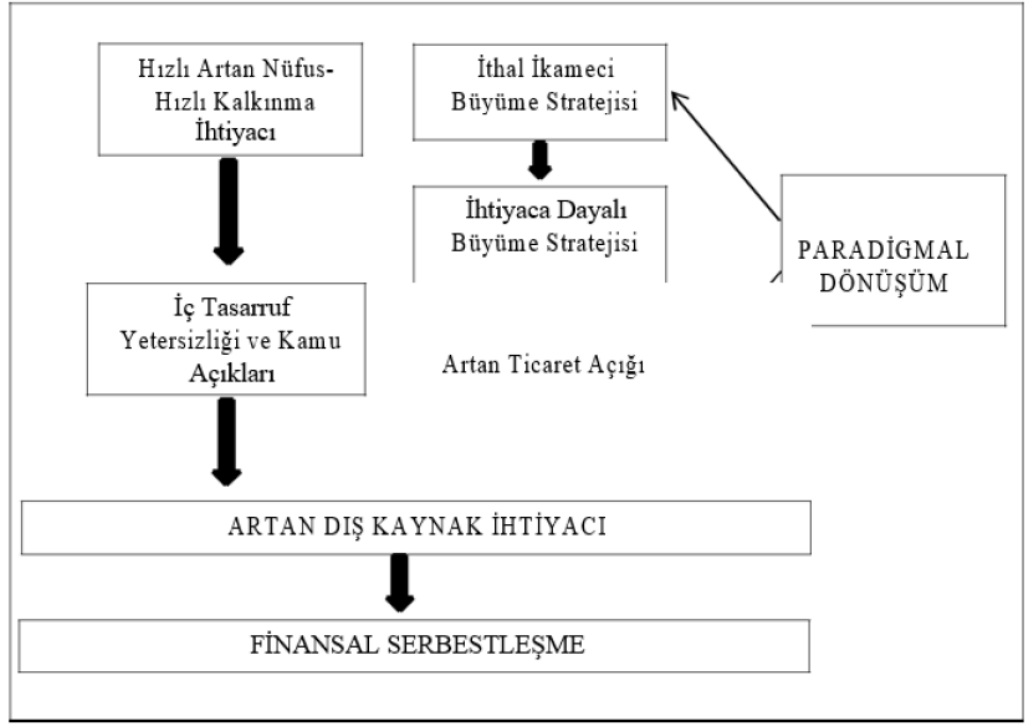 Hızlı Artan Nüfus-
Hızlı Kalkınma
İhtiyacı
İthal İkameci
Büyüme Stratejisi
İhtiyaca Dayalı
Büyüme Stratejisi
PARADİGMAL
DÖNÜŞÜM
İç Tasarruf
Yetersizliği ve Kamu
Açıkları
Artan Ticaret Açığı
ARTAN DIŞ KAYNAK İHTİYACI
FİNANSAL SERBESTLEŞME